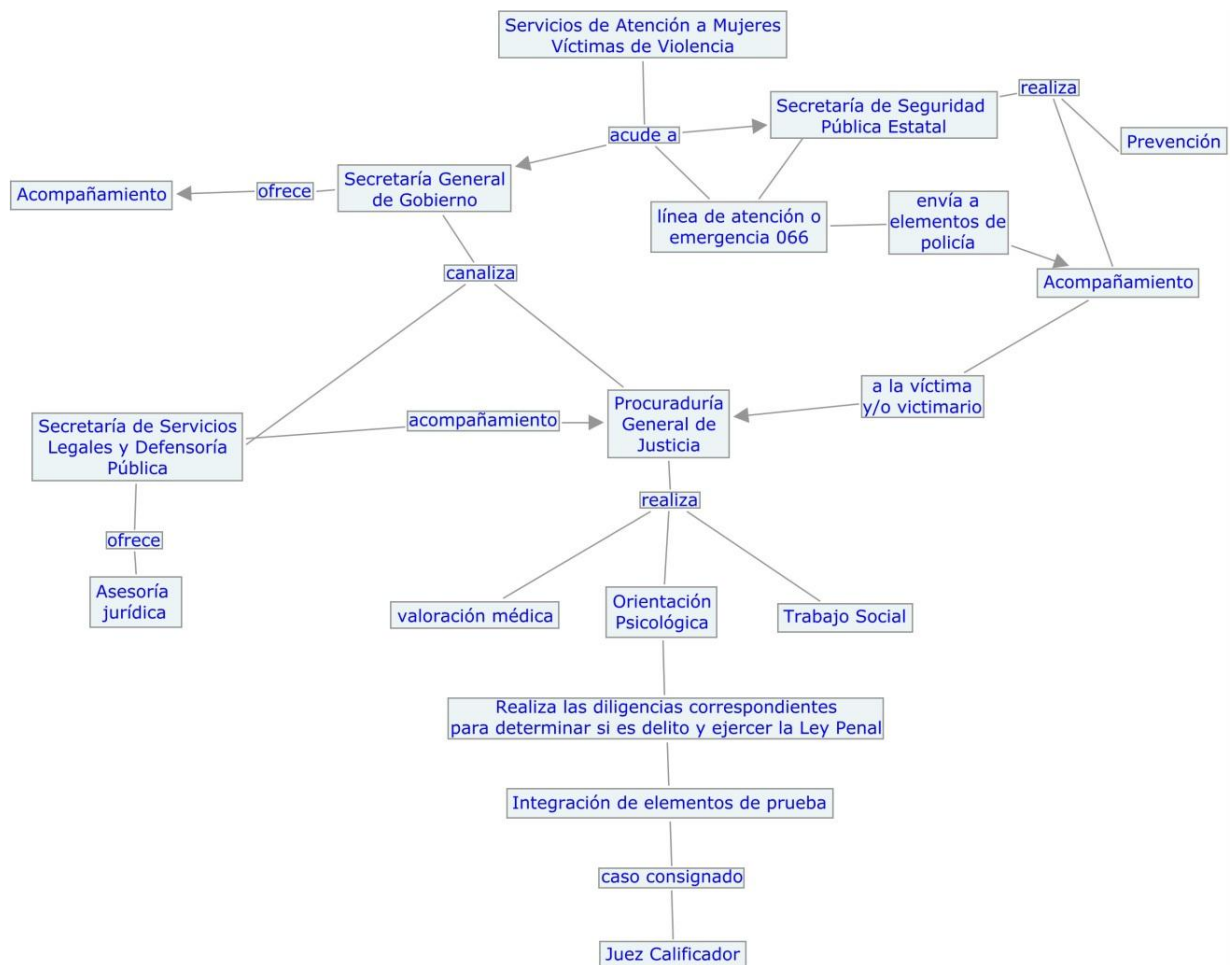 Servicios de Atención a Mujeres
Víctimas de Violencia
realiza
Secretaría de Seguridad
Pública Estatal
acude a
Prevención
Acompañamiento
ofrece
Secretaría General
de Gobierno
línea de atención o
emergencia 066
envía a
elementos de
policía
canaliza
Acompañamiento
a la víctima
y/o victimario
Secretaría de Servicios
Legales y Defensoría
Pública
acompañamiento
Procuraduría
General de
Justicia
realiza
ofrece
Asesoría
jurídica
valoración médica
Orientación
Psicológica
Trabajo Social
Realiza las diligencias correspondientes
para determinar si es delito y ejercer la Ley Penal
Integración de elementos de prueba
caso consignado
Juez Calificador